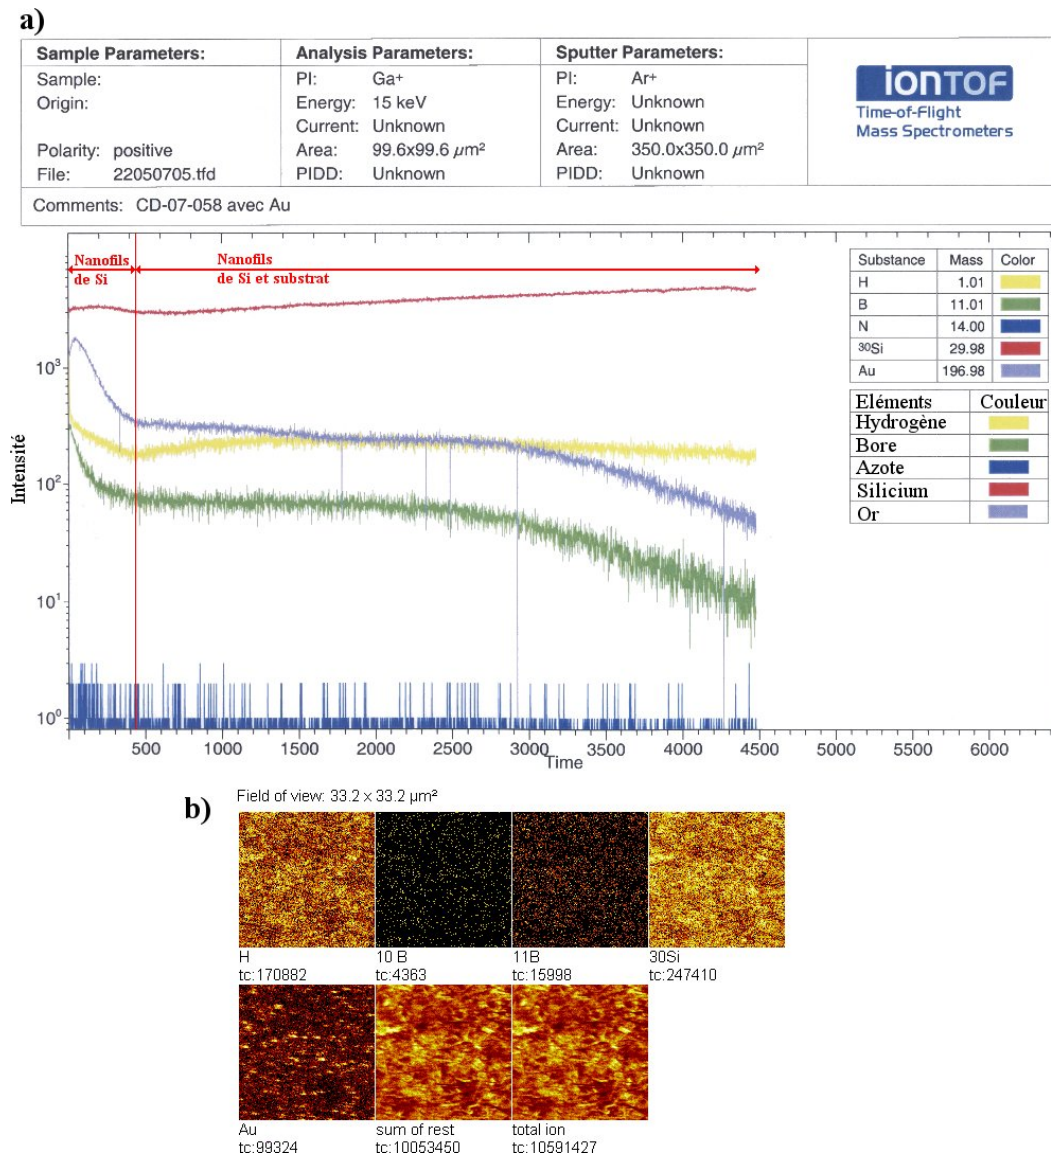 a)
Sample Parameters: Analysis Parameters: Sputter Parameters:
Sample: PI: Ga+ PI: Ar+
Origin: Energy: 15 keV Energy: Unknown
Current: Unknown Current: Unknown
Polarity: positive Area: 99.6x99.6 µm² Area: 350.0x350.0 µm²
File: 22050705.tfd PIDD: Unknown PIDD: Unknown
ionTOF
Time-of-Flight
Mass Spectrometers
Comments: CD-07-058 avec Au
Nanofils
de Si
Nanofils
de Si et substrat
Intensité
10³
10²
10¹
10⁰
500 1000 1500 2000 2500 3000 3500 4000 4500 5000 5500 6000
Time
Substance Mass Color
H 1.01
B 11.01
N 14.00
³⁰Si 29.98
Au 196.98
Eléments Couleur
Hydrogène
Bore
Azote
Silicium
Or
b)
Field of view: 33.2 x 33.2 µm²
H 10 B 11B 30Si
tc:170882 tc:4363 tc:15998 tc:247410
Au sum of rest total ion
tc:99324 tc:10053450 tc:10591427